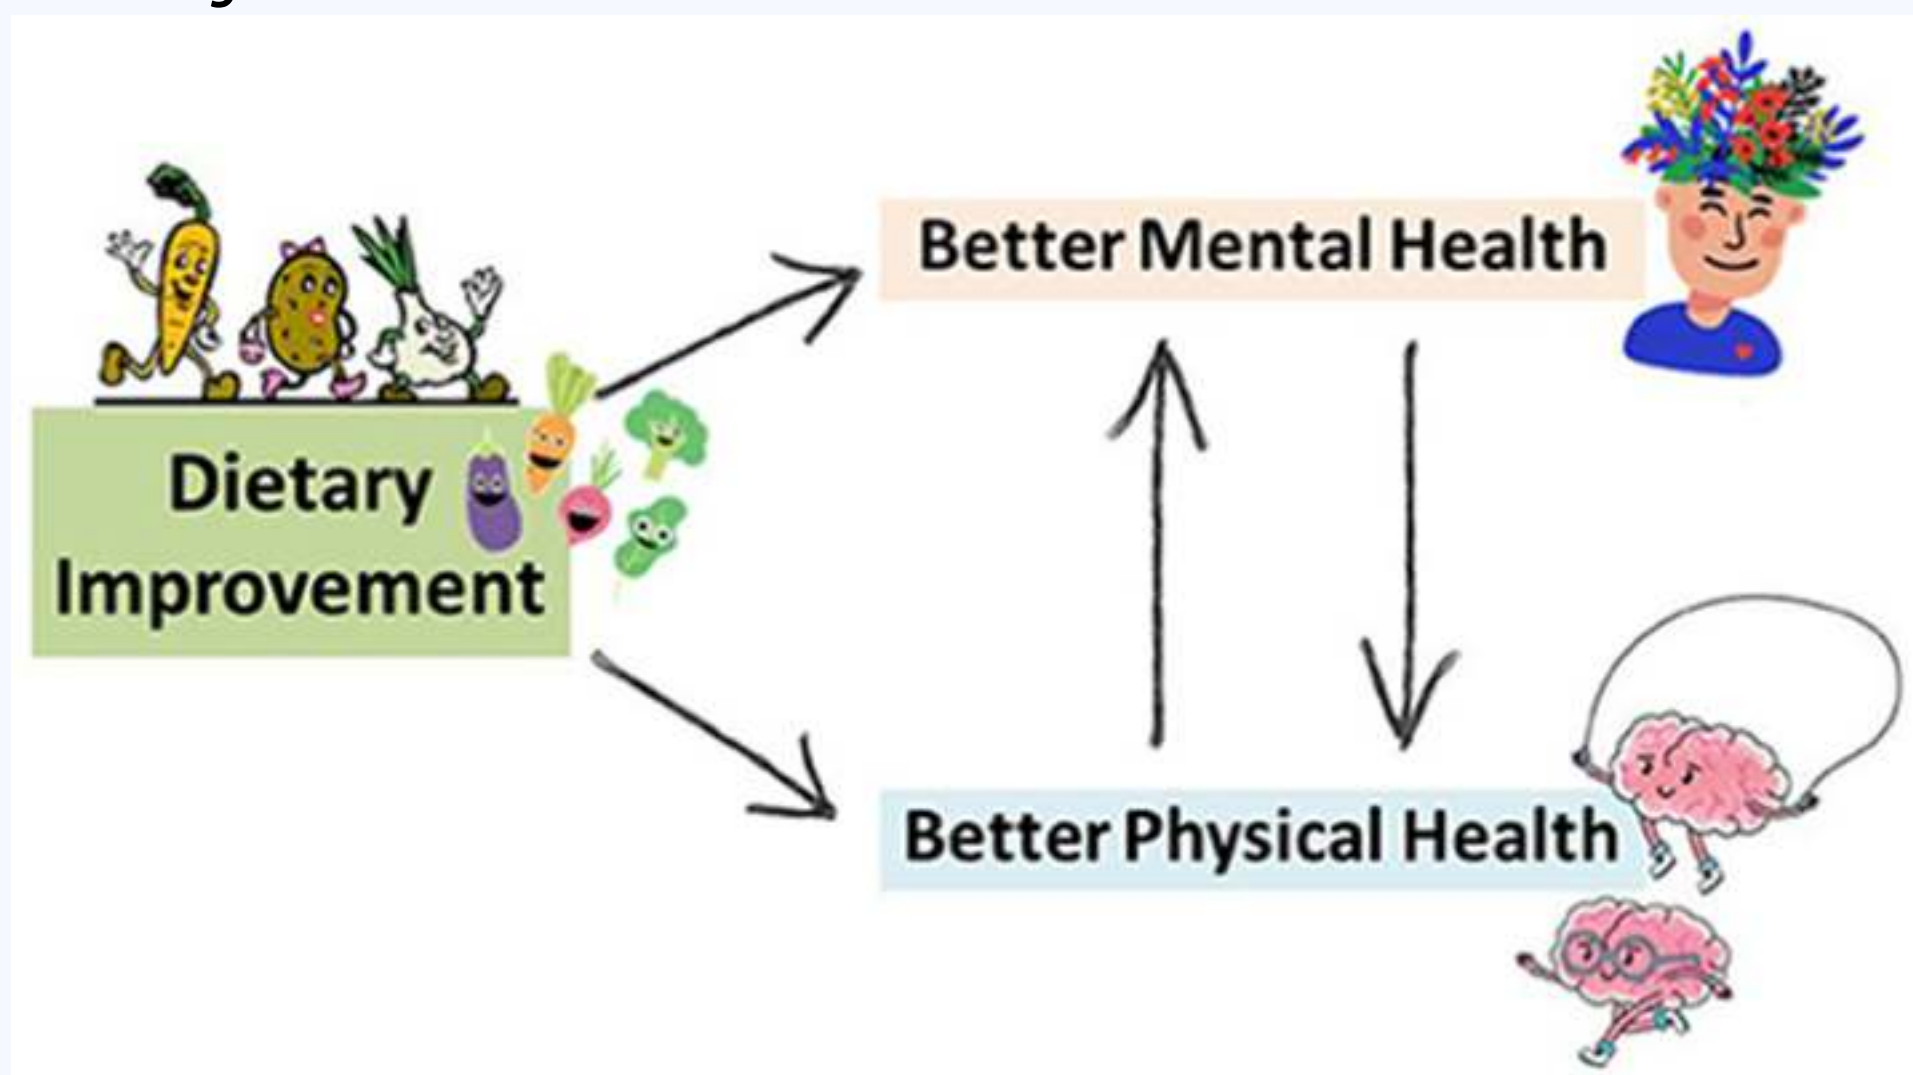 Dietary
Improvement
Better Mental Health
Better Physical Health